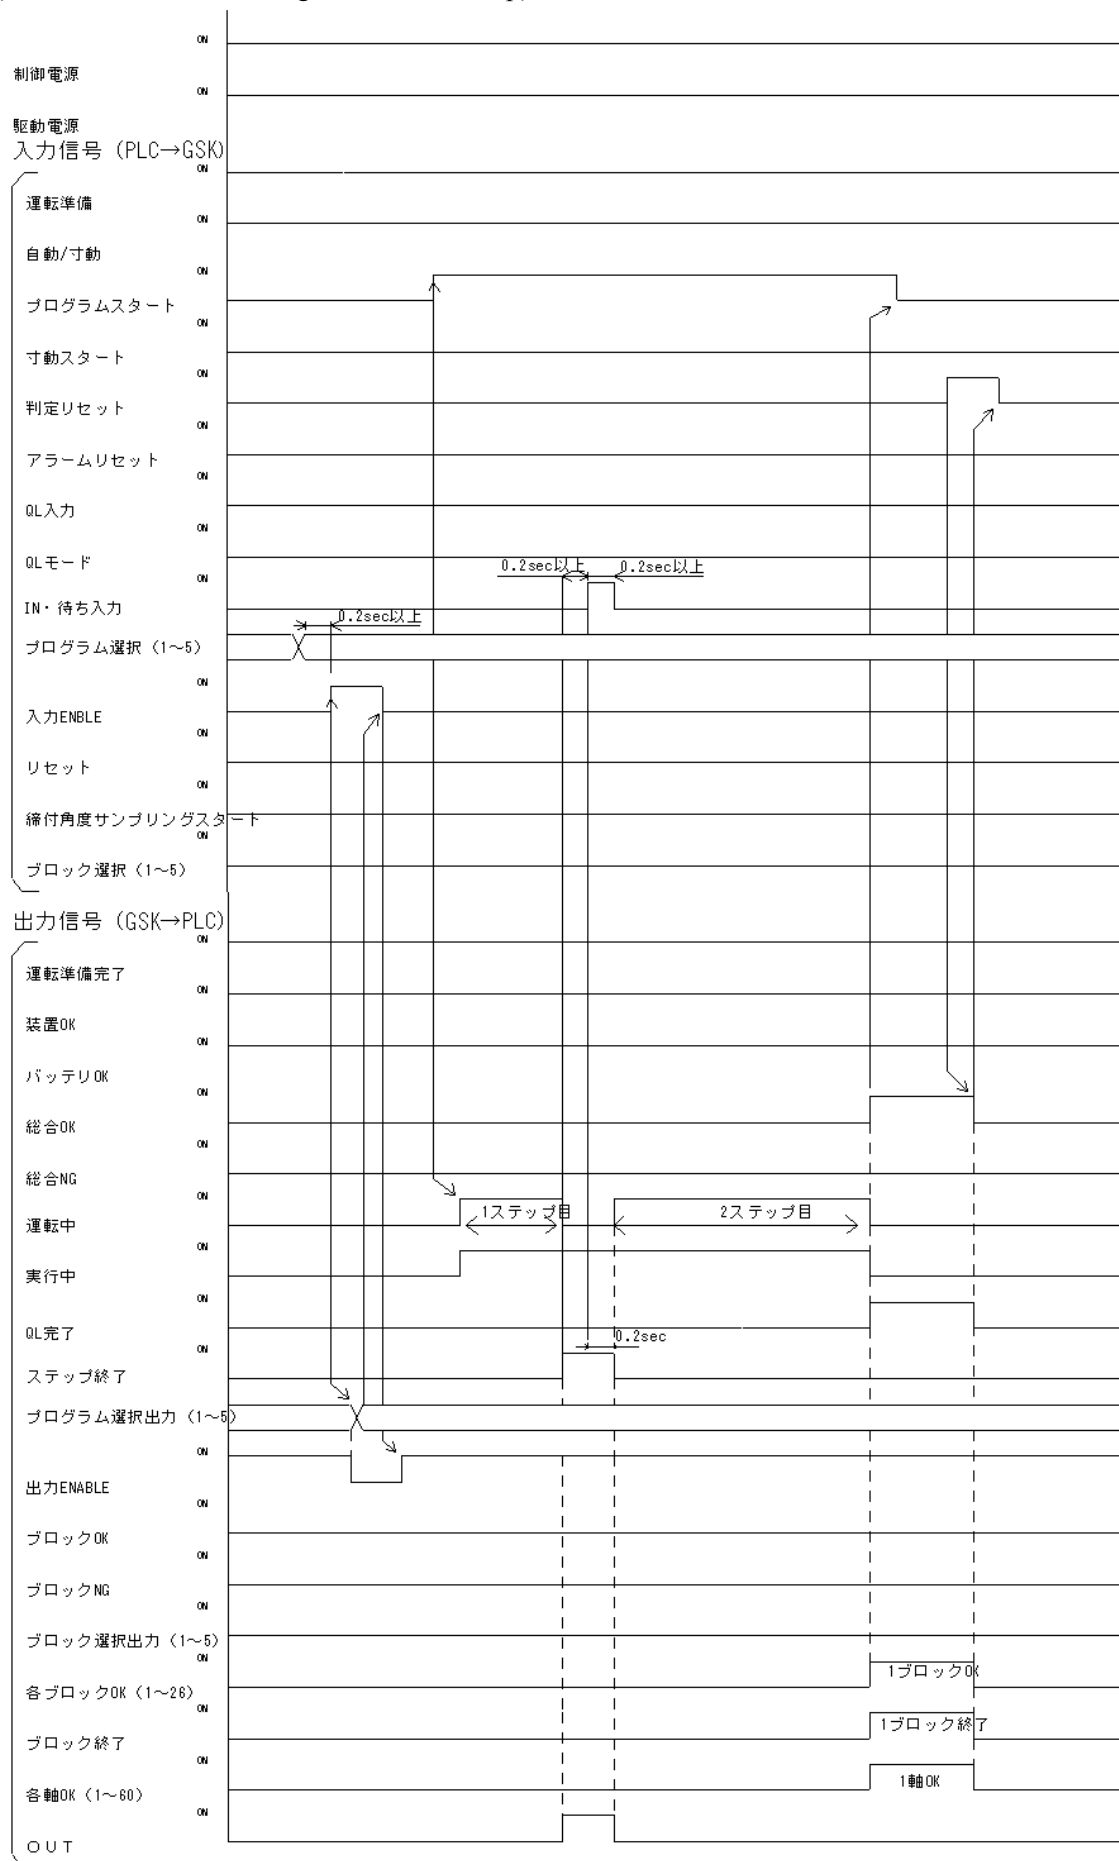 ON
制御電源
ON
駆動電源
入力信号（PLC→GSK）
ON
運転準備
ON
自動/寸動
ON
プログラムスタート
ON
寸動スタート
ON
判定リセット
ON
アラームリセット
ON
QL入力
ON
QLモード
0.2sec以上 0.2sec以上
ON
IN・待ち入力
0.2sec以上
プログラム選択（1～5）
ON
入力ENBLE
ON
リセット
ON
締付角度サンプリングスタート
ON
ブロック選択（1～5）
出力信号（GSK→PLC）
ON
運転準備完了
ON
装置OK
ON
バッテリOK
ON
総合OK
ON
総合NG
ON
1ステップ目 2ステップ目
運転中
ON
実行中
ON
QL完了
0.2sec
ON
ステップ終了
プログラム選択出力（1～5）
ON
出力ENABLE
ON
ブロックOK
ON
ブロックNG
ON
ブロック選択出力（1～5）
ON
1ブロックOK
各ブロックOK（1～26）
ON
1ブロック終了
ブロック終了
ON
1軸OK
各軸OK（1～60）
ON
ＯＵＴ